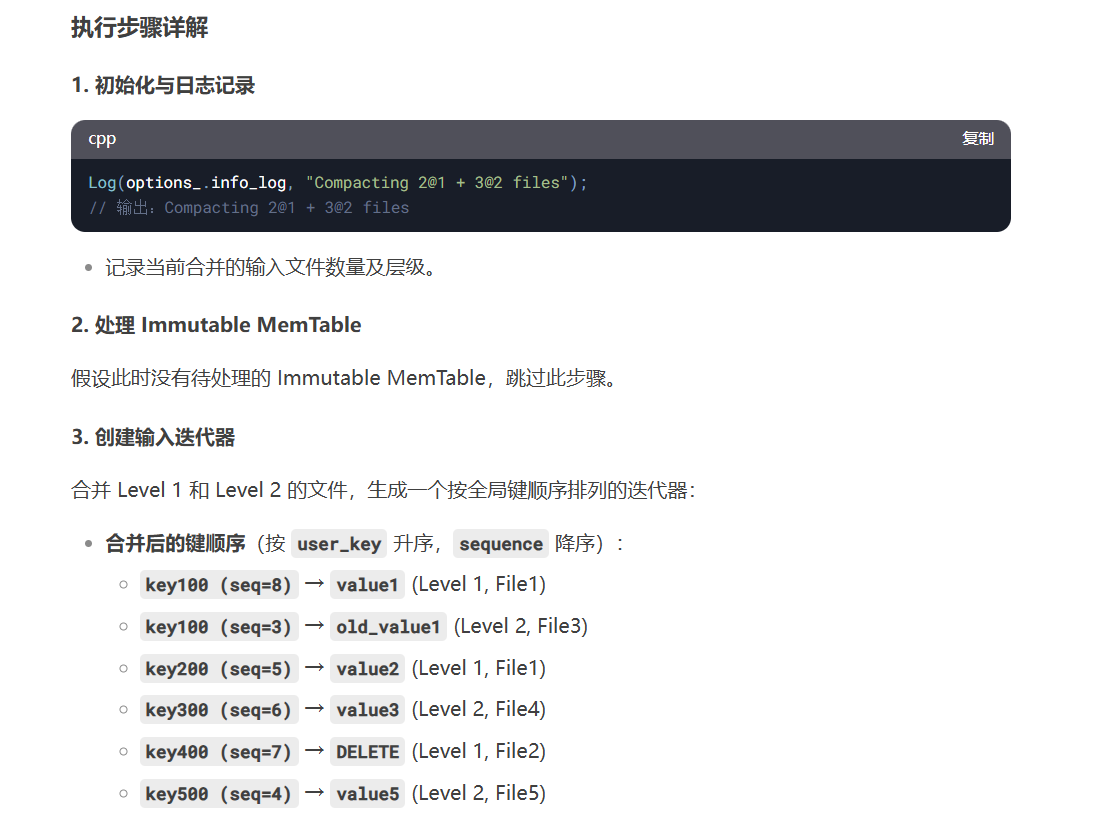 执行步骤详解
1. 初始化与日志记录
cpp
复制
Log(options_.info_log, "Compacting 2@1 + 3@2 files");
// 输出：Compacting 2@1 + 3@2 files
记录当前合并的输入文件数量及层级。
2. 处理 Immutable MemTable
假设此时没有待处理的 Immutable MemTable，跳过此步骤。
3. 创建输入迭代器
合并 Level 1 和 Level 2 的文件，生成一个按全局键顺序排列的迭代器：
合并后的键顺序（按 user_key 升序，sequence 降序）：
key100 (seq=8) → value1 (Level 1, File1)
key100 (seq=3) → old_value1 (Level 2, File3)
key200 (seq=5) → value2 (Level 1, File1)
key300 (seq=6) → value3 (Level 2, File4)
key400 (seq=7) → DELETE (Level 1, File2)
key500 (seq=4) → value5 (Level 2, File5)